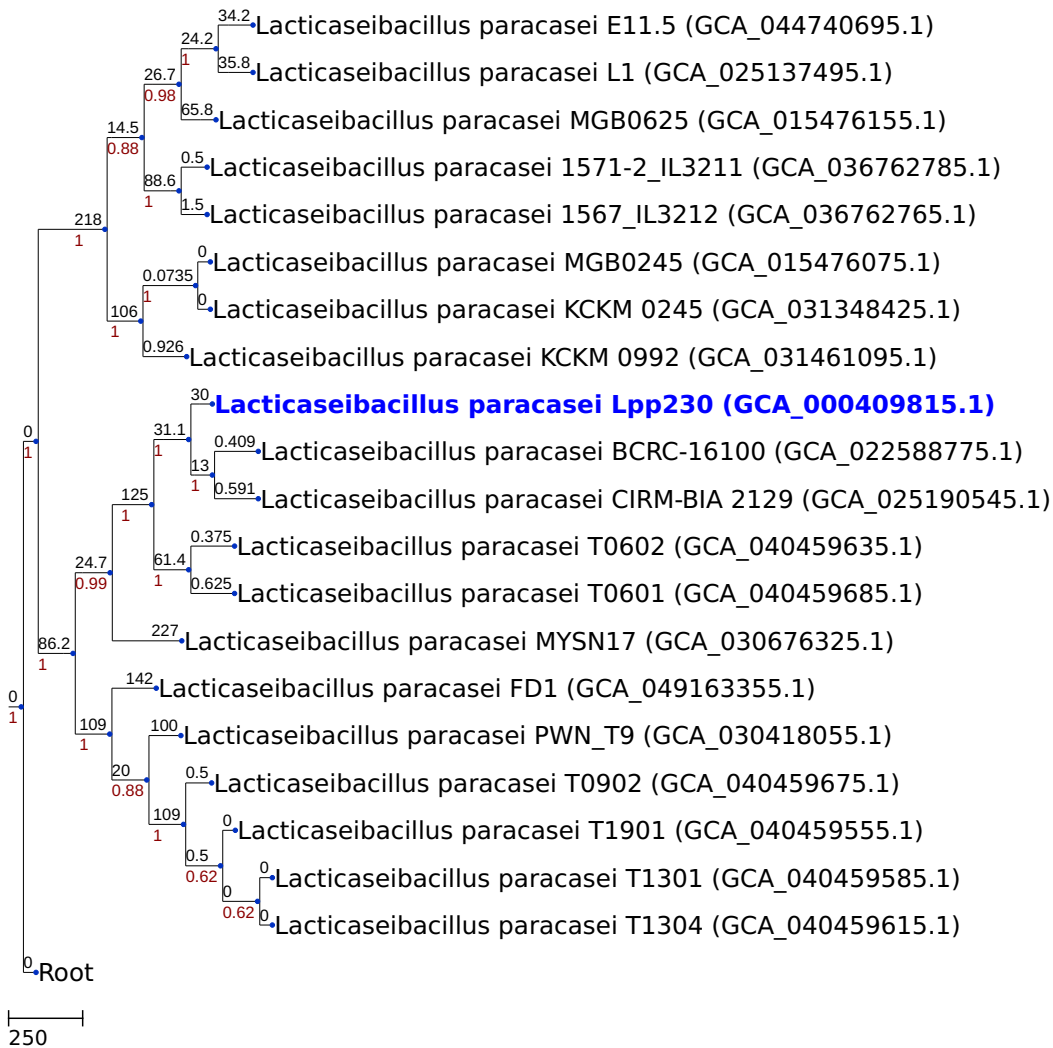 34.2
Lacticaseibacillus paracasei E11.5 (GCA_044740695.1)
24.2
1
35.8
Lacticaseibacillus paracasei L1 (GCA_025137495.1)
26.7
0.98
65.8
Lacticaseibacillus paracasei MGB0625 (GCA_015476155.1)
14.5
0.88
0.5
Lacticaseibacillus paracasei 1571-2_IL3211 (GCA_036762785.1)
88.6
1
1.5
Lacticaseibacillus paracasei 1567_IL3212 (GCA_036762765.1)
218
1
0
Lacticaseibacillus paracasei MGB0245 (GCA_015476075.1)
0.0735
1
0
Lacticaseibacillus paracasei KCKM 0245 (GCA_031348425.1)
106
1
0.926
Lacticaseibacillus paracasei KCKM 0992 (GCA_031461095.1)
30
Lacticaseibacillus paracasei Lpp230 (GCA_000409815.1)
0
1
31.1
1
0.409
Lacticaseibacillus paracasei BCRC-16100 (GCA_022588775.1)
13
1
0.591
Lacticaseibacillus paracasei CIRM-BIA 2129 (GCA_025190545.1)
125
1
0.375
Lacticaseibacillus paracasei T0602 (GCA_040459635.1)
61.4
1
0.625
Lacticaseibacillus paracasei T0601 (GCA_040459685.1)
24.7
0.99
227
Lacticaseibacillus paracasei MYSN17 (GCA_030676325.1)
86.2
1
142
Lacticaseibacillus paracasei FD1 (GCA_049163355.1)
0
1
109
1
100
Lacticaseibacillus paracasei PWN_T9 (GCA_030418055.1)
20
0.88
0.5
Lacticaseibacillus paracasei T0902 (GCA_040459675.1)
109
1
0
Lacticaseibacillus paracasei T1901 (GCA_040459555.1)
0.5
0.62
0
Lacticaseibacillus paracasei T1301 (GCA_040459585.1)
0
0.62
0
Lacticaseibacillus paracasei T1304 (GCA_040459615.1)
0
Root
250